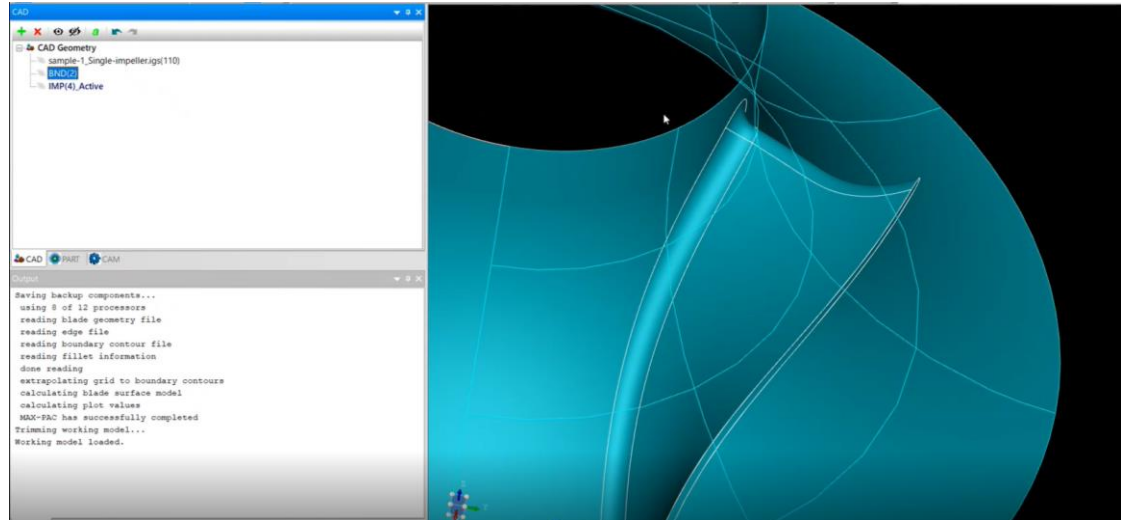 CAD
CAD Geometry
sample-1_Single-impeller.igs(110)
BND(2)
IMP(4)_Active
CAD PART CAM
Output
Saving backup components...
using 8 of 12 processors
reading blade geometry file
reading edge file
reading boundary contour file
reading fillet information
done reading
extrapolating grid to boundary contours
calculating blade surface model
calculating plot values
MAX-PAC has successfully completed
Trimming working model...
Working model loaded.